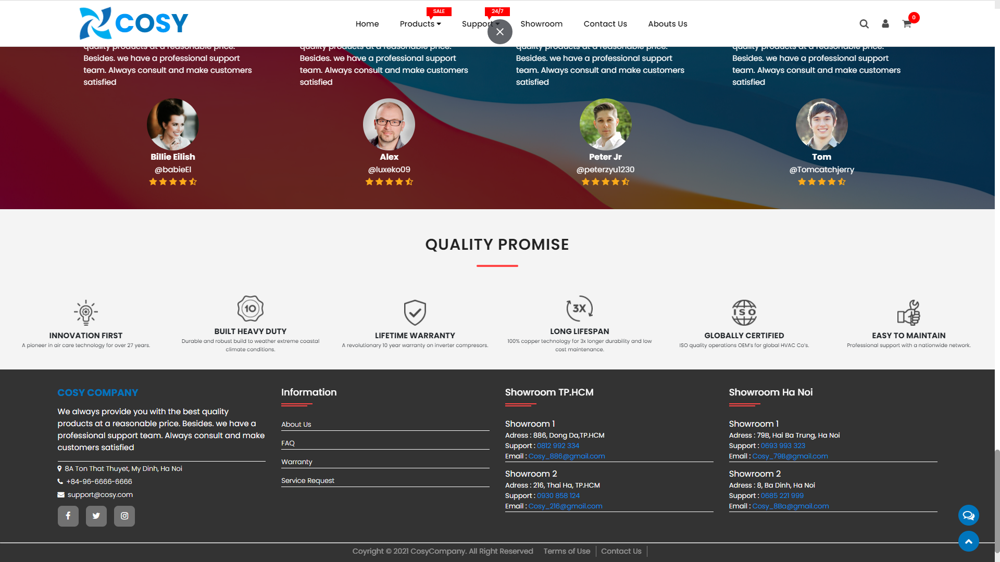 COSY
Home
Products
SALE
Support
24/7
Showroom
Contact Us
Abouts Us
0
quality products at a reasonable price.
Besides. we have a professional support
team. Always consult and make customers
satisfied
quality products at a reasonable price.
Besides. we have a professional support
team. Always consult and make customers
satisfied
quality products at a reasonable price.
Besides. we have a professional support
team. Always consult and make customers
satisfied
quality products at a reasonable price.
Besides. we have a professional support
team. Always consult and make customers
satisfied
Billie Eilish
@babieEl
Alex
@luxeko09
Peter Jr
@peterzyu1230
Tom
@Tomcatchjerry
QUALITY PROMISE
INNOVATION FIRST
A pioneer in air care technology for over 27 years.
10
BUILT HEAVY DUTY
Durable and robust build to weather extreme coastal
climate conditions.
LIFETIME WARRANTY
A revolutionary 10 year warranty on inverter compresors.
3X
LONG LIFESPAN
100% copper technology for 3x longer durability and low
cost maintenance.
ISO
GLOBALLY CERTIFIED
ISO quality operations OEM's for global HVAC Co's.
EASY TO MAINTAIN
Professional support with a nationwide network.
COSY COMPANY
We always provide you with the best quality
products at a reasonable price. Besides. we have a
professional support team. Always consult and make
customers satisfied
8A Ton That Thuyet, My Dinh, Ha Noi
+84-96-6666-6666
support@cosy.com
Information
About Us
FAQ
Warranty
Service Request
Showroom TP.HCM
Showroom 1
Adress : 886, Dong Da,TP.HCM
Support : 0812 992 334
Email : Cosy_886@gmail.com
Showroom 2
Adress : 216, Thai Ha, TP.HCM
Support : 0930 858 124
Email : Cosy_216@gmail.com
Showroom Ha Noi
Showroom 1
Adress : 79B, Hai Ba Trung, Ha Noi
Support : 0693 993 323
Email : Cosy_79B@gmail.com
Showroom 2
Adress : 8, Ba Dinh, Ha Noi
Support : 0685 221 999
Email : Cosy_8Ba@gmail.com
Coyright © 2021 CosyCompany. All Right Reserved
Terms of Use
Contact Us